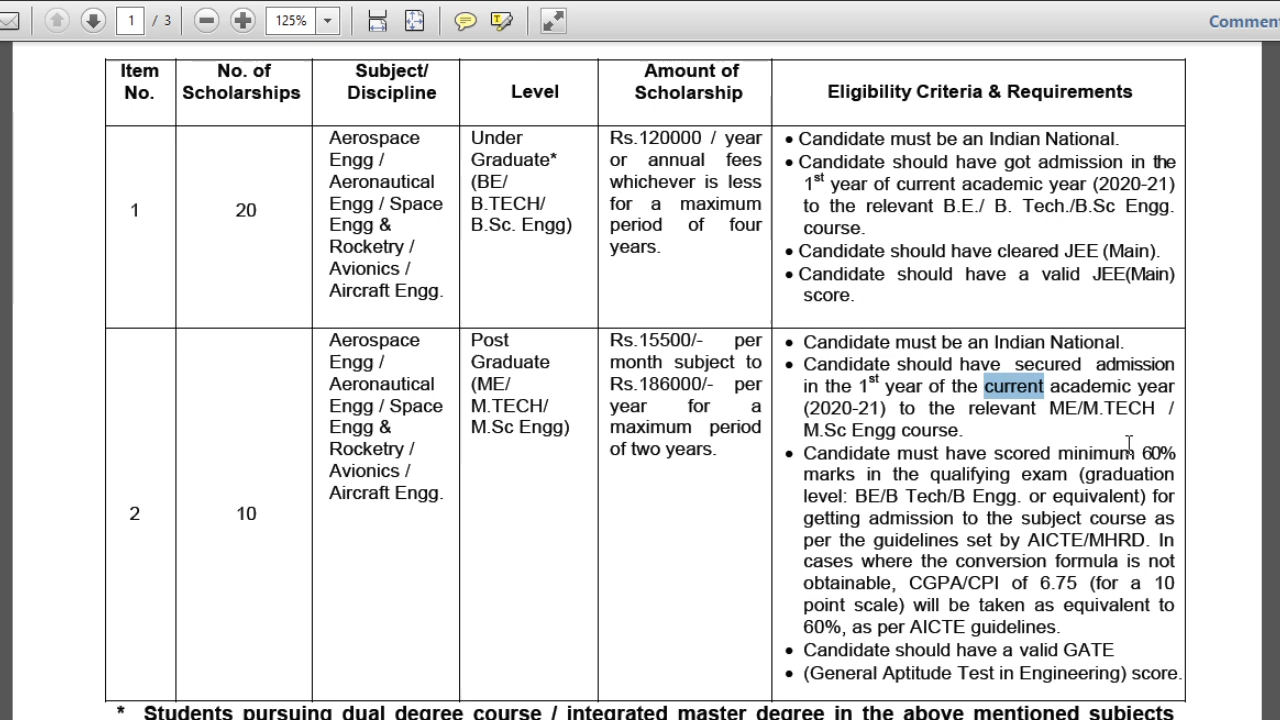 1 / 3 125% Commen
Item No.
No. of Scholarships
Subject/ Discipline
Level
Amount of Scholarship
Eligibility Criteria & Requirements
1
20
Aerospace
Engg /
Aeronautical
Engg / Space
Engg &
Rocketry /
Avionics /
Aircraft Engg.
Under
Graduate*
(BE/
B.TECH/
B.Sc. Engg)
Rs.120000 / year
or annual fees
whichever is less
for a maximum
period of four
years.
• Candidate must be an Indian National.
• Candidate should have got admission in the
1st year of current academic year (2020-21)
to the relevant B.E./ B. Tech./B.Sc Engg.
course.
• Candidate should have cleared JEE (Main).
• Candidate should have a valid JEE(Main)
score.
2
10
Aerospace
Engg /
Aeronautical
Engg / Space
Engg &
Rocketry /
Avionics /
Aircraft Engg.
Post
Graduate
(ME/
M.TECH/
M.Sc Engg)
Rs.15500/- per
month subject to
Rs.186000/- per
year for a
maximum period
of two years.
• Candidate must be an Indian National.
• Candidate should have secured admission
in the 1st year of the current academic year
(2020-21) to the relevant ME/M.TECH /
M.Sc Engg course.
• Candidate must have scored minimum 60%
marks in the qualifying exam (graduation
level: BE/B Tech/B Engg. or equivalent) for
getting admission to the subject course as
per the guidelines set by AICTE/MHRD. In
cases where the conversion formula is not
obtainable, CGPA/CPI of 6.75 (for a 10
point scale) will be taken as equivalent to
60%, as per AICTE guidelines.
• Candidate should have a valid GATE
• (General Aptitude Test in Engineering) score.
* Students pursuing dual degree course / integrated master degree in the above mentioned subjects